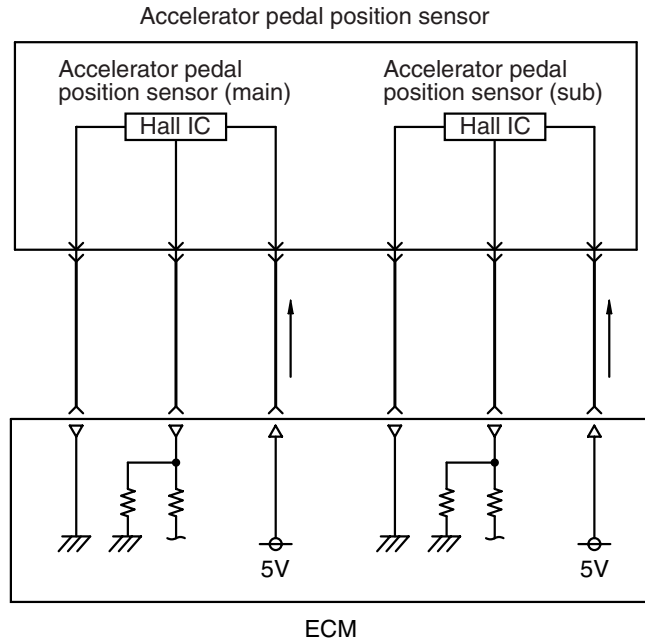 Accelerator pedal position sensor
Accelerator pedal
position sensor (main)
Accelerator pedal
position sensor (sub)
Hall IC
Hall IC
5V
5V
ECM